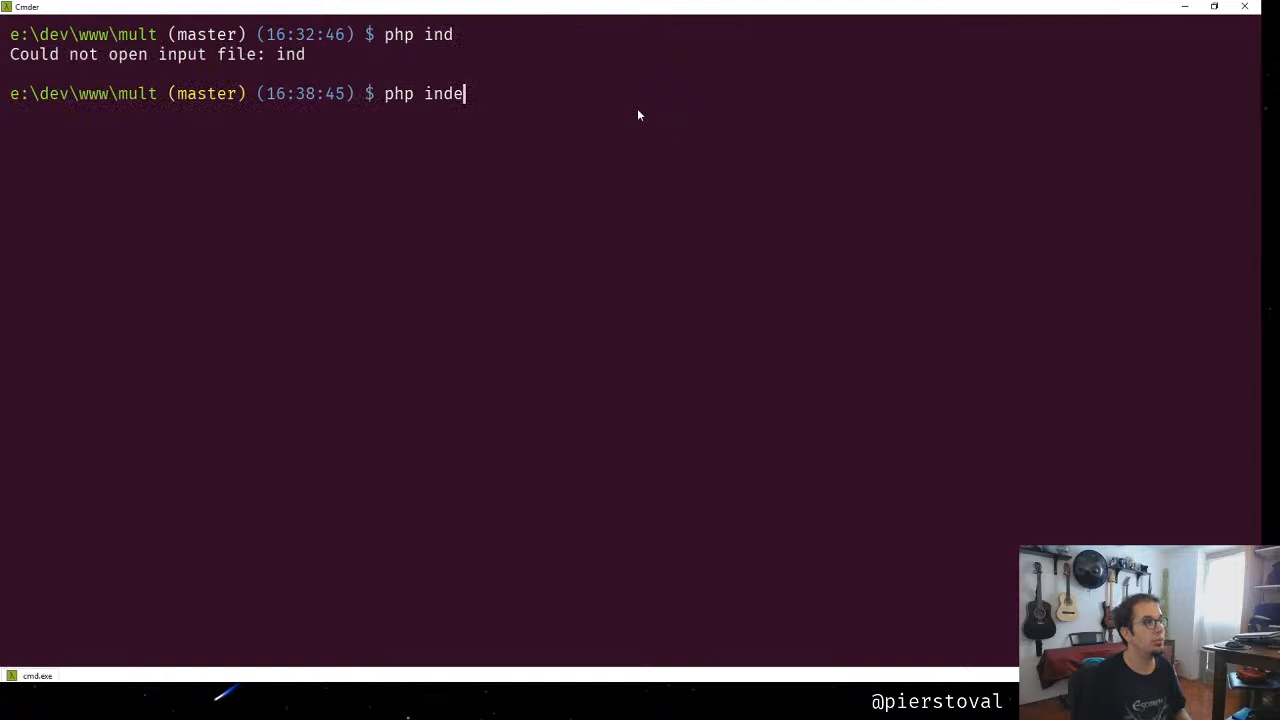 Cmder
e:\dev\www\mult (master) (16:32:46) $ php ind
Could not open input file: ind
e:\dev\www\mult (master) (16:38:45) $ php inde
cmd.exe
@pierstoval